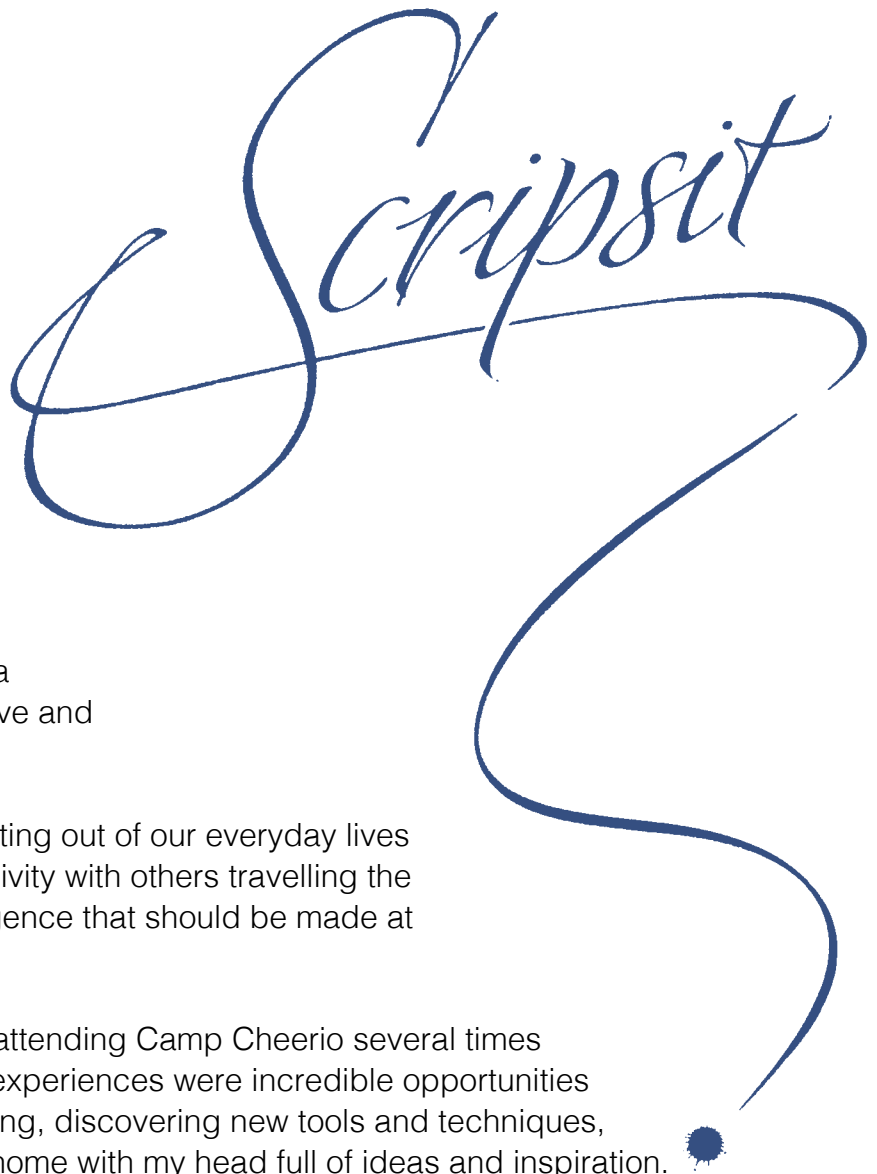 Scripsit
a
ve and
ting out of our everyday lives
ivity with others travelling the
gence that should be made at
attending Camp Cheerio several times
experiences were incredible opportunities
ng, discovering new tools and techniques,
home with my head full of ideas and inspiration.